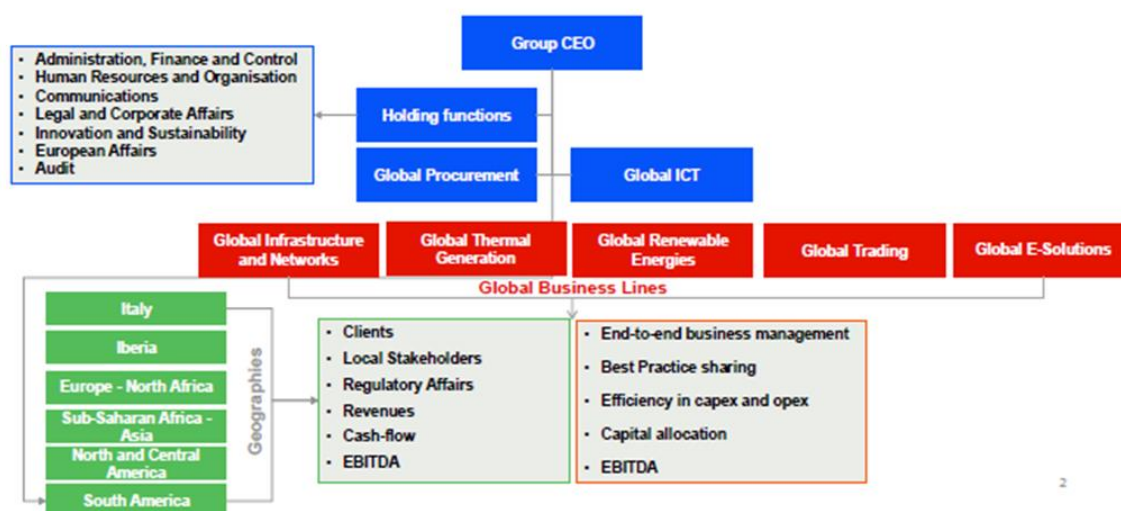 Group CEO
• Administration, Finance and Control
• Human Resources and Organisation
• Communications
• Legal and Corporate Affairs
• Innovation and Sustainability
• European Affairs
• Audit
Holding functions
Global Procurement
Global ICT
Global Infrastructure
and Networks
Global Thermal
Generation
Global Renewable
Energies
Global Trading
Global E-Solutions
Global Business Lines
Italy
Iberia
Europe - North Africa
Sub-Saharan Africa -
Asia
North and Central
America
South America
Geographies
• Clients
• Local Stakeholders
• Regulatory Affairs
• Revenues
• Cash-flow
• EBITDA
• End-to-end business management
• Best Practice sharing
• Efficiency in capex and opex
• Capital allocation
• EBITDA
2